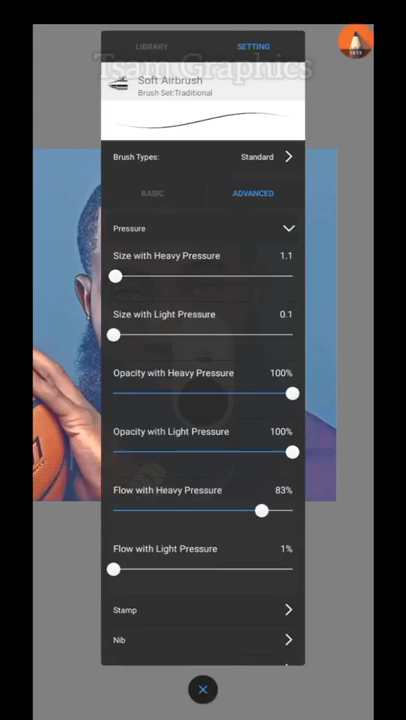 LIBRARY SETTING
Tsam Graphics
Soft Airbrush
Brush Set:Traditional
Brush Types: Standard
BASIC ADVANCED
Pressure
Size with Heavy Pressure 1.1
Size with Light Pressure 0.1
Opacity with Heavy Pressure 100%
Opacity with Light Pressure 100%
Flow with Heavy Pressure 83%
Flow with Light Pressure 1%
Stamp
Nib